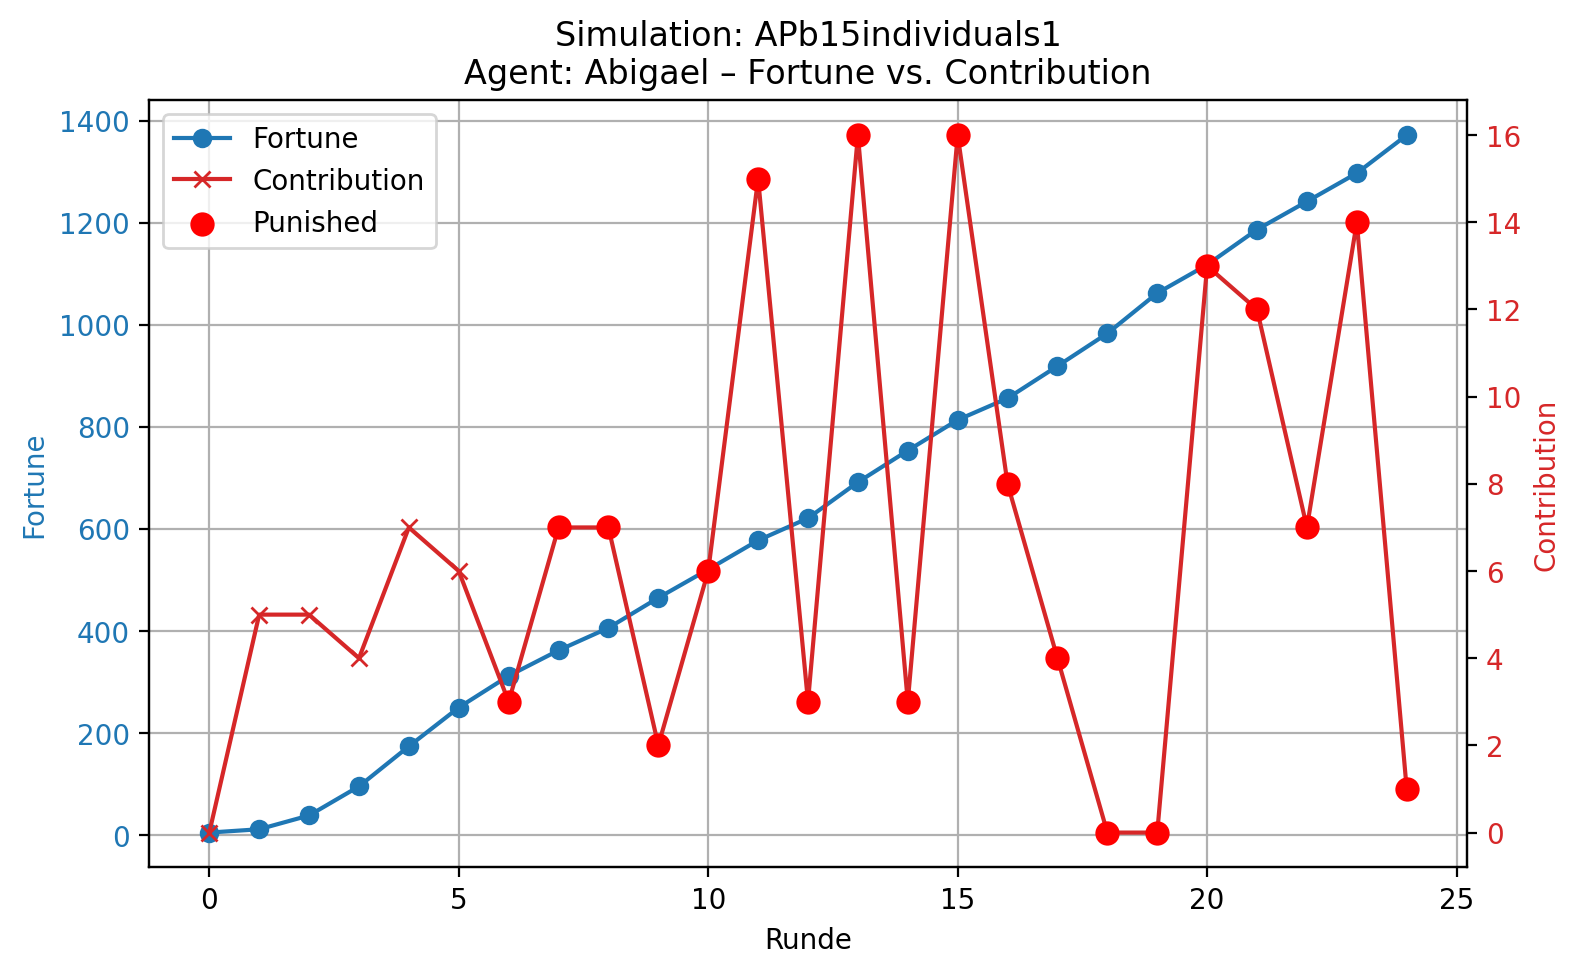 Simulation: APb15individuals1
Agent: Abigael – Fortune vs. Contribution
Fortune
Contribution
Punished
1400
1200
1000
800
600
400
200
0
Fortune
16
14
12
10
8
6
4
2
0
Contribution
0 5 10 15 20 25
Runde